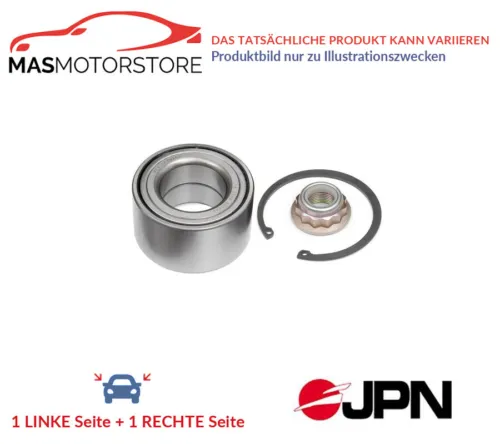 MASMOTORSTORE
DAS TATSÄCHLICHE PRODUKT KANN VARIIEREN
Produktbild nur zu Illustrationszwecken
1 LINKE Seite + 1 RECHTE Seite
JPN